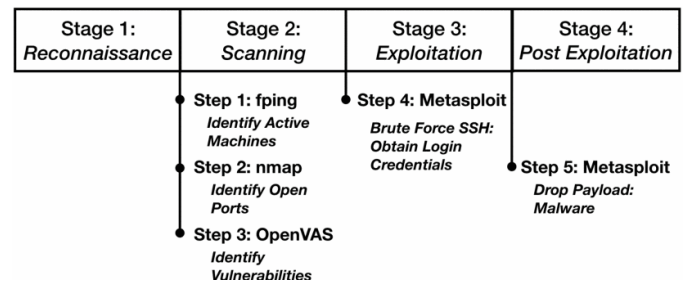 Stage 1:
Reconnaissance
Stage 2:
Scanning
Stage 3:
Exploitation
Stage 4:
Post Exploitation
Step 1: fping
Identify Active
Machines
Step 2: nmap
Identify Open
Ports
Step 3: OpenVAS
Identify
Vulnerabilities
Step 4: Metasploit
Brute Force SSH:
Obtain Login
Credentials
Step 5: Metasploit
Drop Payload:
Malware